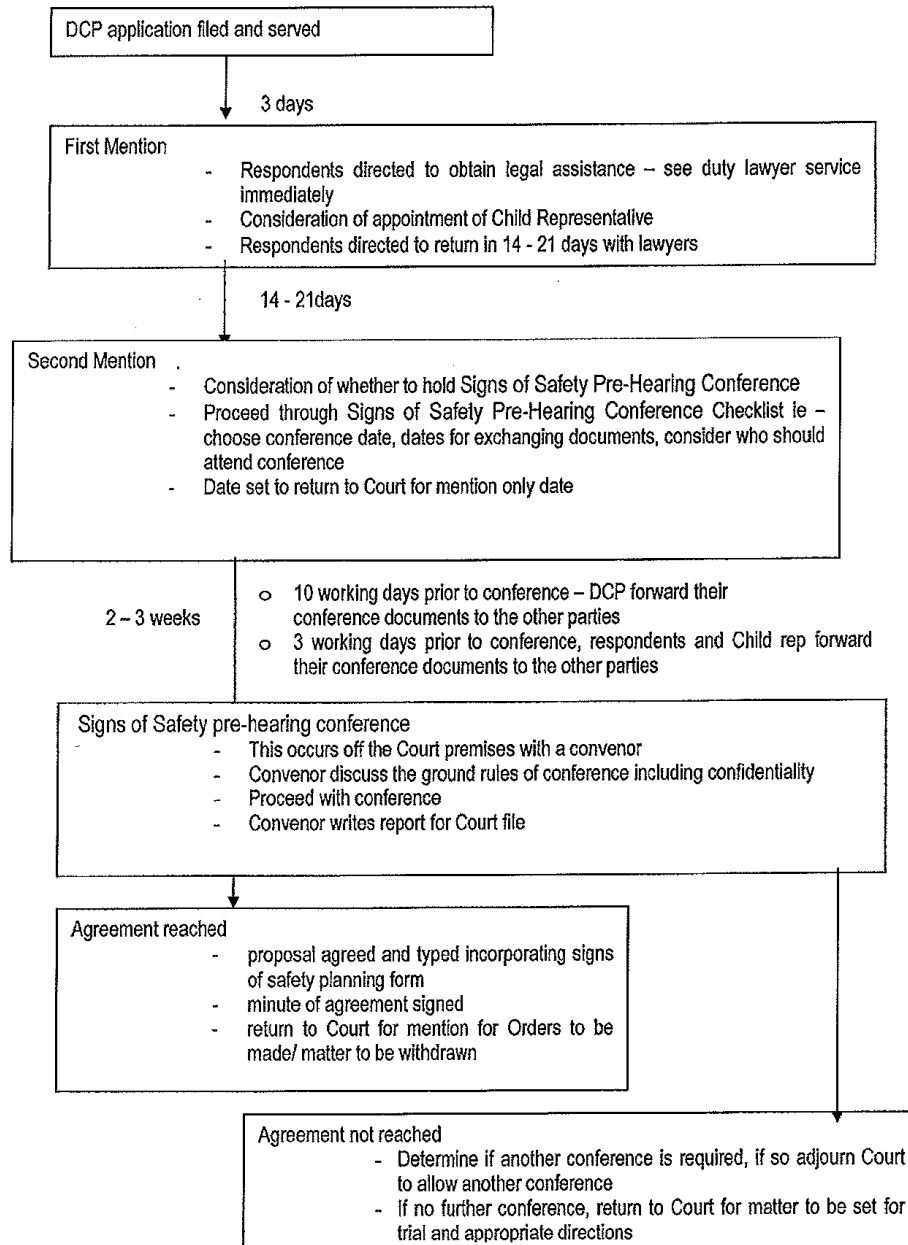 DCP application filed and served
3 days
First Mention
- Respondents directed to obtain legal assistance – see duty lawyer service
immediately
- Consideration of appointment of Child Representative
- Respondents directed to return in 14 - 21 days with lawyers
14 - 21days
Second Mention .
- Consideration of whether to hold Signs of Safety Pre-Hearing Conference
- Proceed through Signs of Safety Pre-Hearing Conference Checklist ie –
choose conference date, dates for exchanging documents, consider who should
attend conference
- Date set to return to Court for mention only date
2 – 3 weeks
o 10 working days prior to conference – DCP forward their
conference documents to the other parties
o 3 working days prior to conference, respondents and Child rep forward
their conference documents to the other parties
Signs of Safety pre-hearing conference
- This occurs off the Court premises with a convenor
- Convenor discuss the ground rules of conference including confidentiality
- Proceed with conference
- Convenor writes report for Court file
Agreement reached
- proposal agreed and typed incorporating signs
of safety planning form
- minute of agreement signed
- return to Court for mention for Orders to be
made/ matter to be withdrawn
Agreement not reached
- Determine if another conference is required, if so adjourn Court
to allow another conference
- If no further conference, return to Court for matter to be set for
trial and appropriate directions